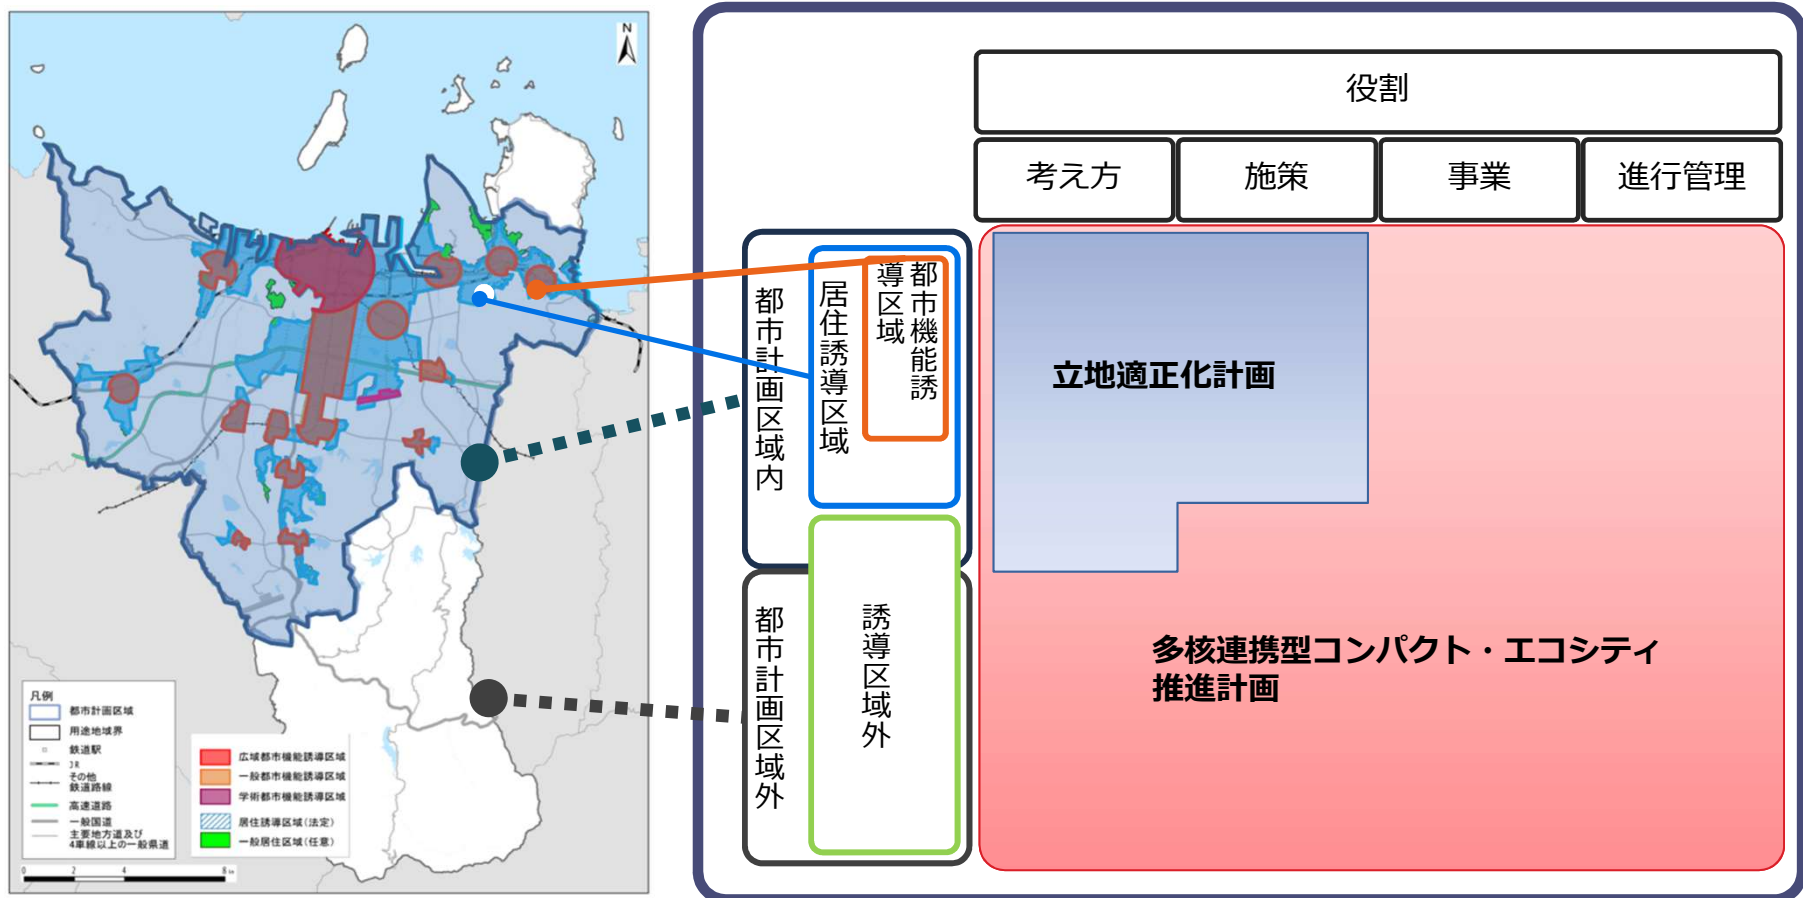 N
凡例
都市計画区域
用途地域界
鉄道駅
JR
その他
鉄道路線
高速道路
一般国道
主要地方道及び
4車線以上の一般県道
0 2 4 8 km
広域都市機能誘導区域
一般都市機能誘導区域
学術都市機能誘導区域
居住誘導区域(法定)
一般居住区域(任意)
役割
考え方
施策
事業
進行管理
都市計画区域内
居住誘導区域
都市機能誘
導区域
都市計画区域外
誘導区域外
立地適正化計画
多核連携型コンパクト・エコシティ
推進計画